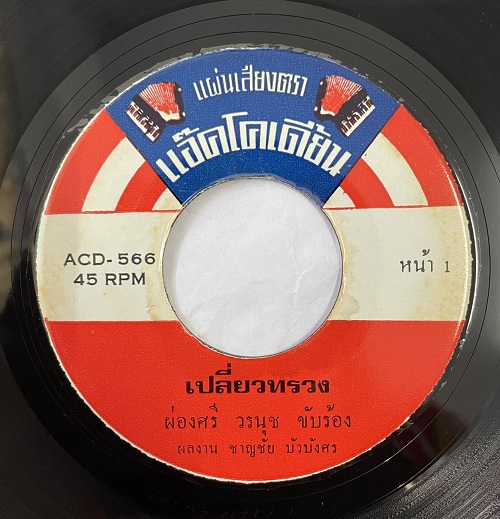 แผ่นเสียงตรา
แอ๊คโคเดี้ยน
ACD-566
45 RPM
หน้า 1
เปลี่ยวทรวง
ผ่องศรี วรนุช ขับร้อง
ผลงาน ชาญชัย บัวบังศร